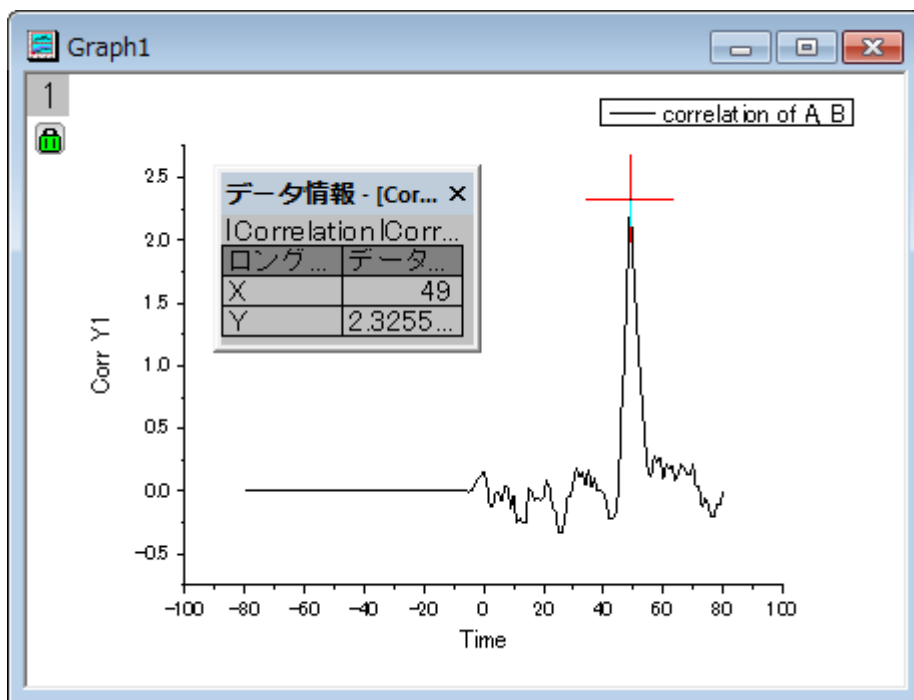 Graph1
1
correlation of A, B
データ情報 - [Cor... ×
|Correlation|Corr...
ロング... データ...
X 49
Y 2.3255...
2.5
2.0
1.5
1.0
0.5
0.0
-0.5
Corr Y1
-100 -80 -60 -40 -20 0 20 40 60 80 100
Time